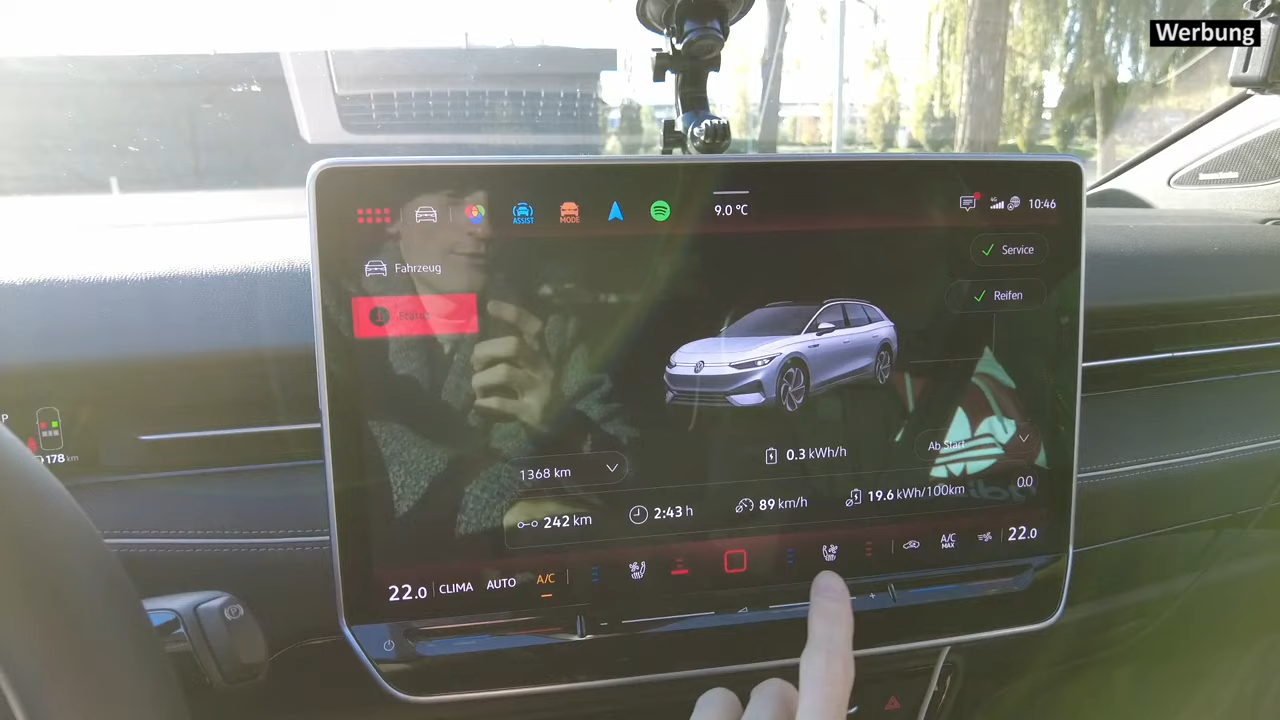 Werbung
ASSIST
MODE
9.0 °C
4G
10:46
Fahrzeug
Service
Reifen
P
178 km
0.3 kWh/h
Ab Start
1368 km
242 km
2:43 h
89 km/h
19.6 kWh/100km
0.0
22.0
CLIMA
AUTO
A/C
A/C
MAX
22.0